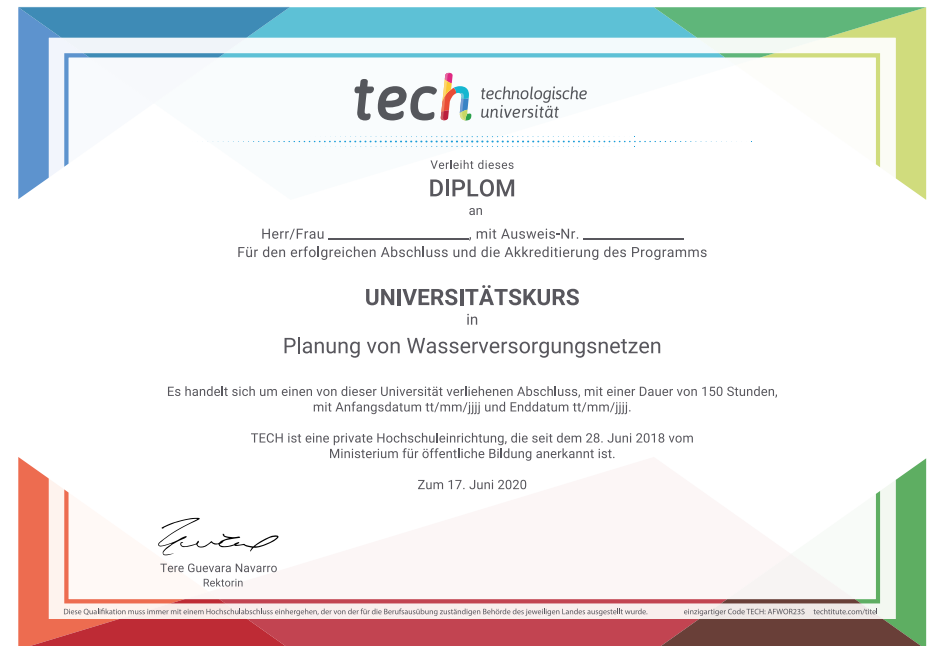 tech technologische
universität
Verleiht dieses
DIPLOM
an
Herr/Frau ____________, mit Ausweis-Nr. ____________
Für den erfolgreichen Abschluss und die Akkreditierung des Programms
UNIVERSITÄTSKURS
in
Planung von Wasserversorgungsnetzen
Es handelt sich um einen von dieser Universität verliehenen Abschluss, mit einer Dauer von 150 Stunden,
mit Anfangsdatum tt/mm/jjjj und Enddatum tt/mm/jjjj.
TECH ist eine private Hochschuleinrichtung, die seit dem 28. Juni 2018 vom
Ministerium für öffentliche Bildung anerkannt ist.
Zum 17. Juni 2020
Tere Guevara Navarro
Rektorin
Diese Qualifikation muss immer mit einem Hochschulabschluss einhergehen, der von der für die Berufsausübung zuständigen Behörde des jeweiligen Landes ausgestellt wurde. einzigartiger Code TECH: AFWOR23S techtitute.com/titel